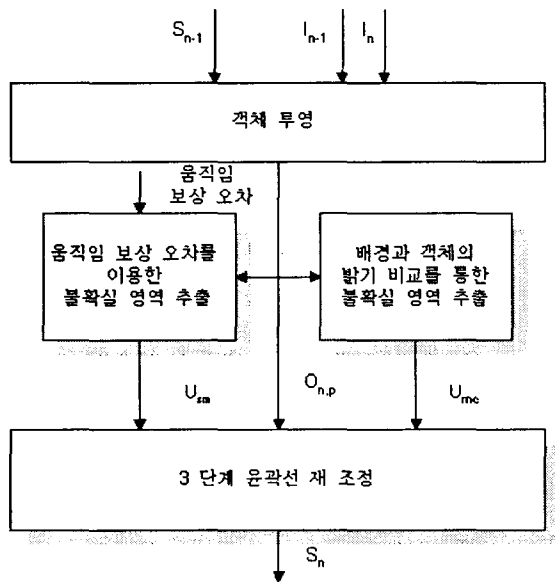 S_{n-1} I_{n-1} I_n
객체 투영
움직임
보상 오차
움직임 보상 오차를
이용한
불확실 영역 추출
배경과 객체의
밝기 비교를 통한
불확실 영역 추출
U_{sm} O_{n,p} U_{mc}
3 단계 윤곽선 재 조정
S_n